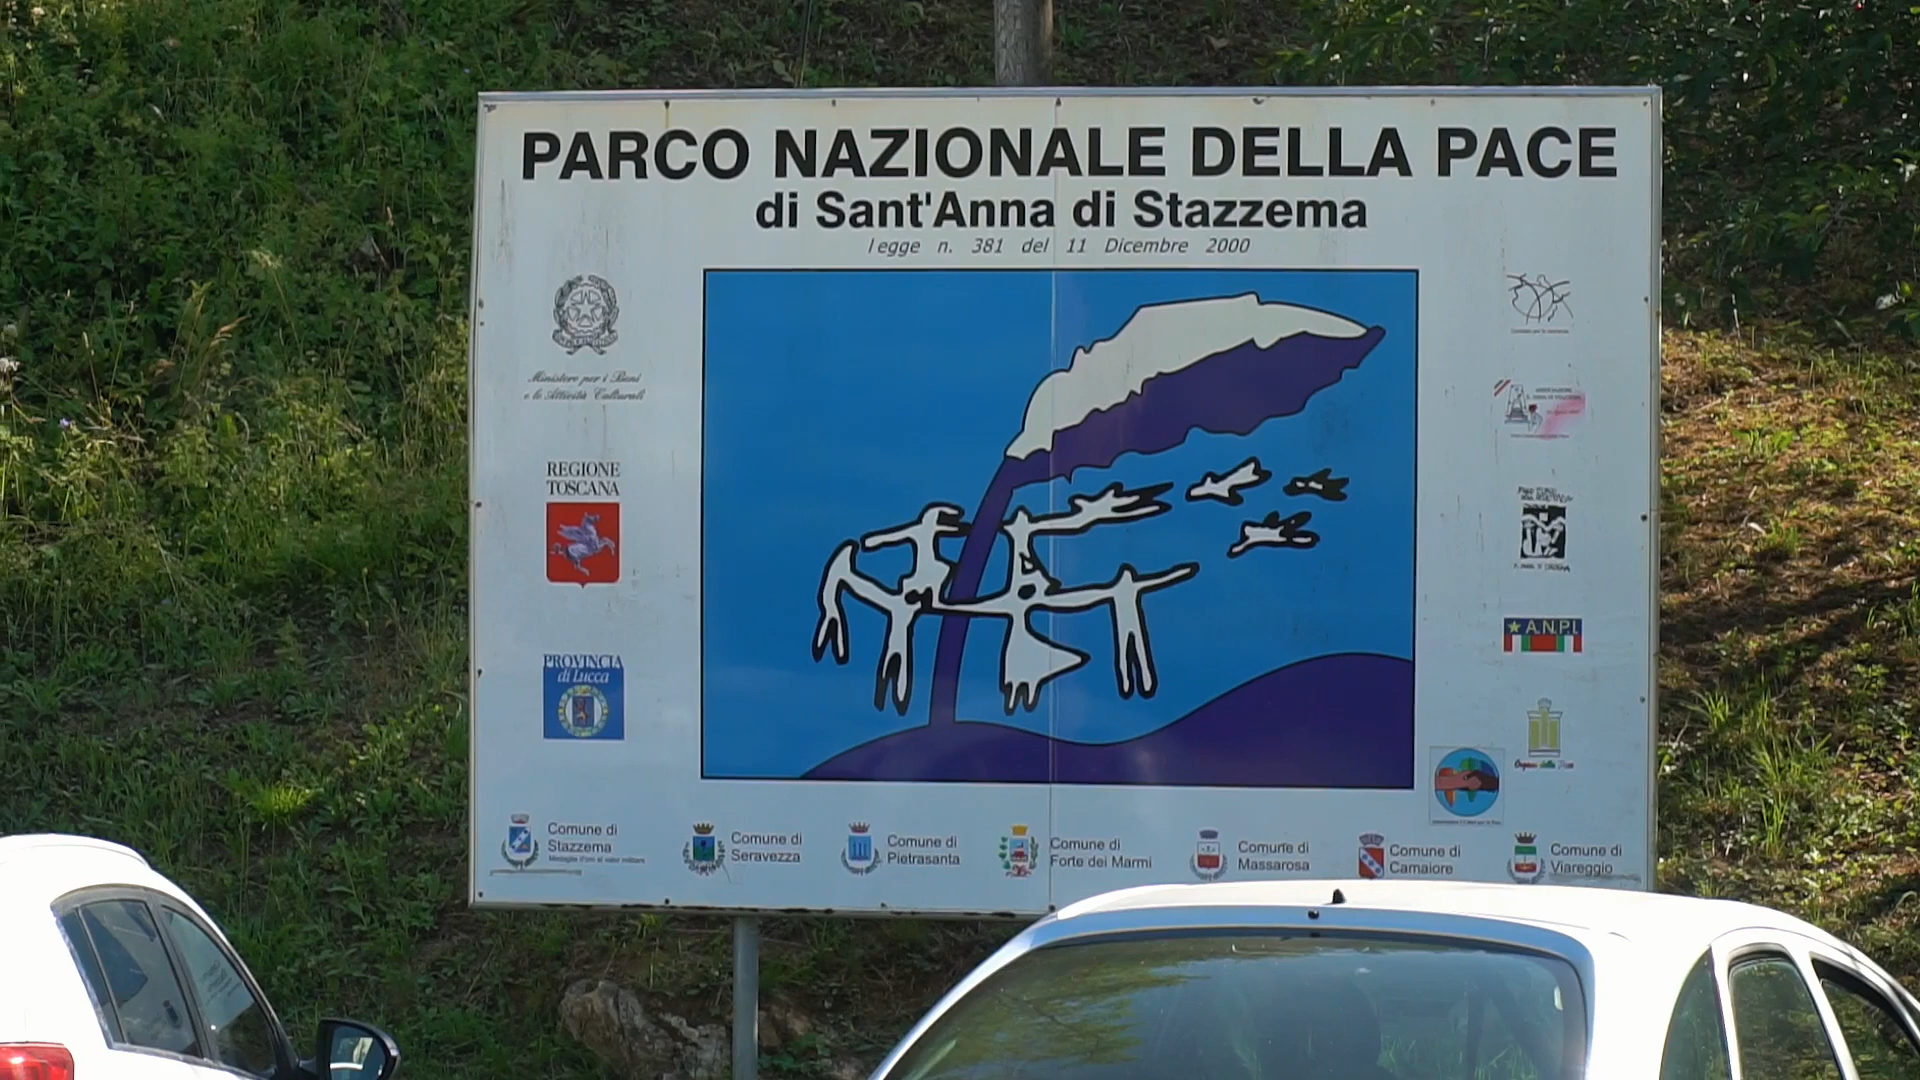 PARCO NAZIONALE DELLA PACE
di Sant'Anna di Stazzema
legge n. 381 del 11 Dicembre 2000
Ministero per i Beni
e le Attività Culturali
REGIONE
TOSCANA
PROVINCIA
di Lucca
A.N.P.I.
Comune di
Stazzema
Medaglia d'oro al valor militare
Comune di
Seravezza
Comune di
Pietrasanta
Comune di
Forte dei Marmi
Comune di
Massarosa
Comune di
Camaiore
Comune di
Viareggio